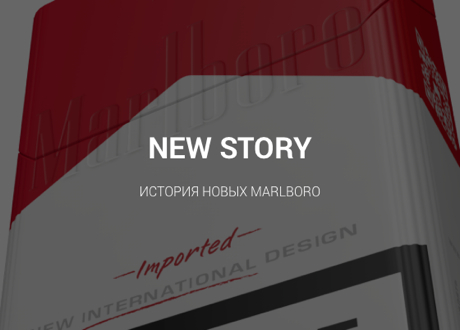 Marlboro
NEW STORY
ИСТОРИЯ НОВЫХ MARLBORO
Imported
NEW INTERNATIONAL DESIGN